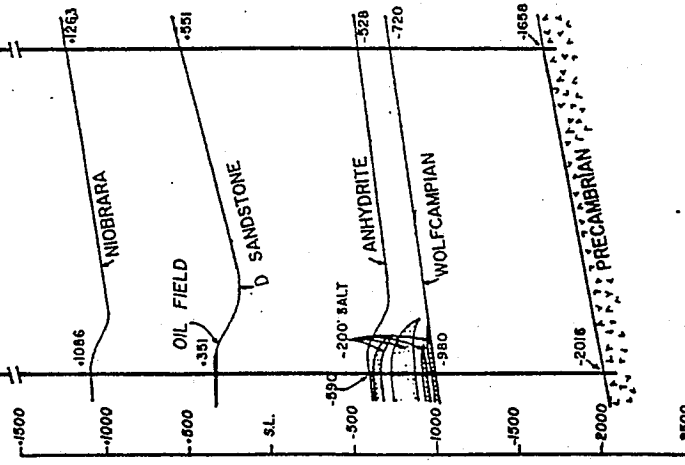 +1263
+551
-528
-720
-1658
NIOBRARA
D SANDSTONE
ANHYDRITE
WOLFCAMPIAN
PRECAMBRIAN
OIL FIELD
-200' SALT
+1086
+351
-590
-980
-2016
+1500
+1000
+500
S.L.
-500
-1000
-1500
-2000